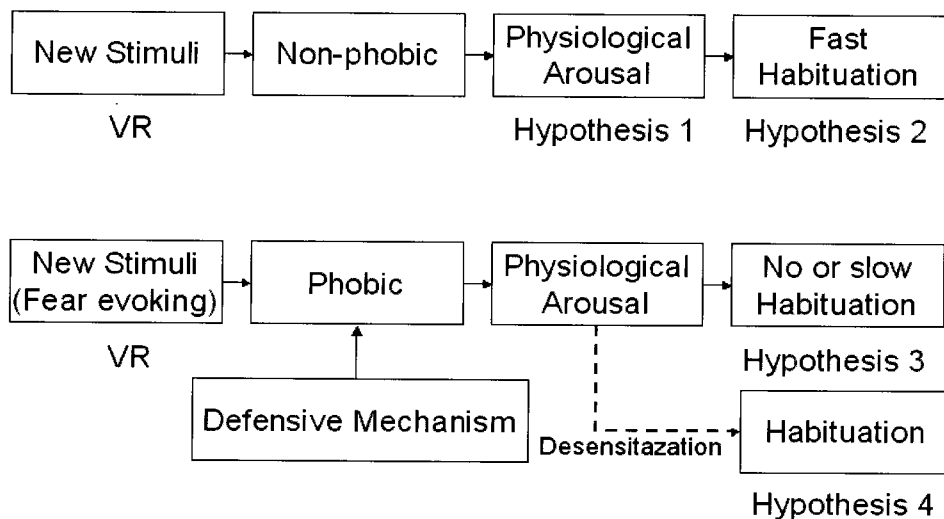 New Stimuli
Non-phobic
Physiological
Arousal
Fast
Habituation
VR
Hypothesis 1
Hypothesis 2
New Stimuli
(Fear evoking)
Phobic
Physiological
Arousal
No or slow
Habituation
VR
Hypothesis 3
Defensive Mechanism
Desensitazation
Habituation
Hypothesis 4